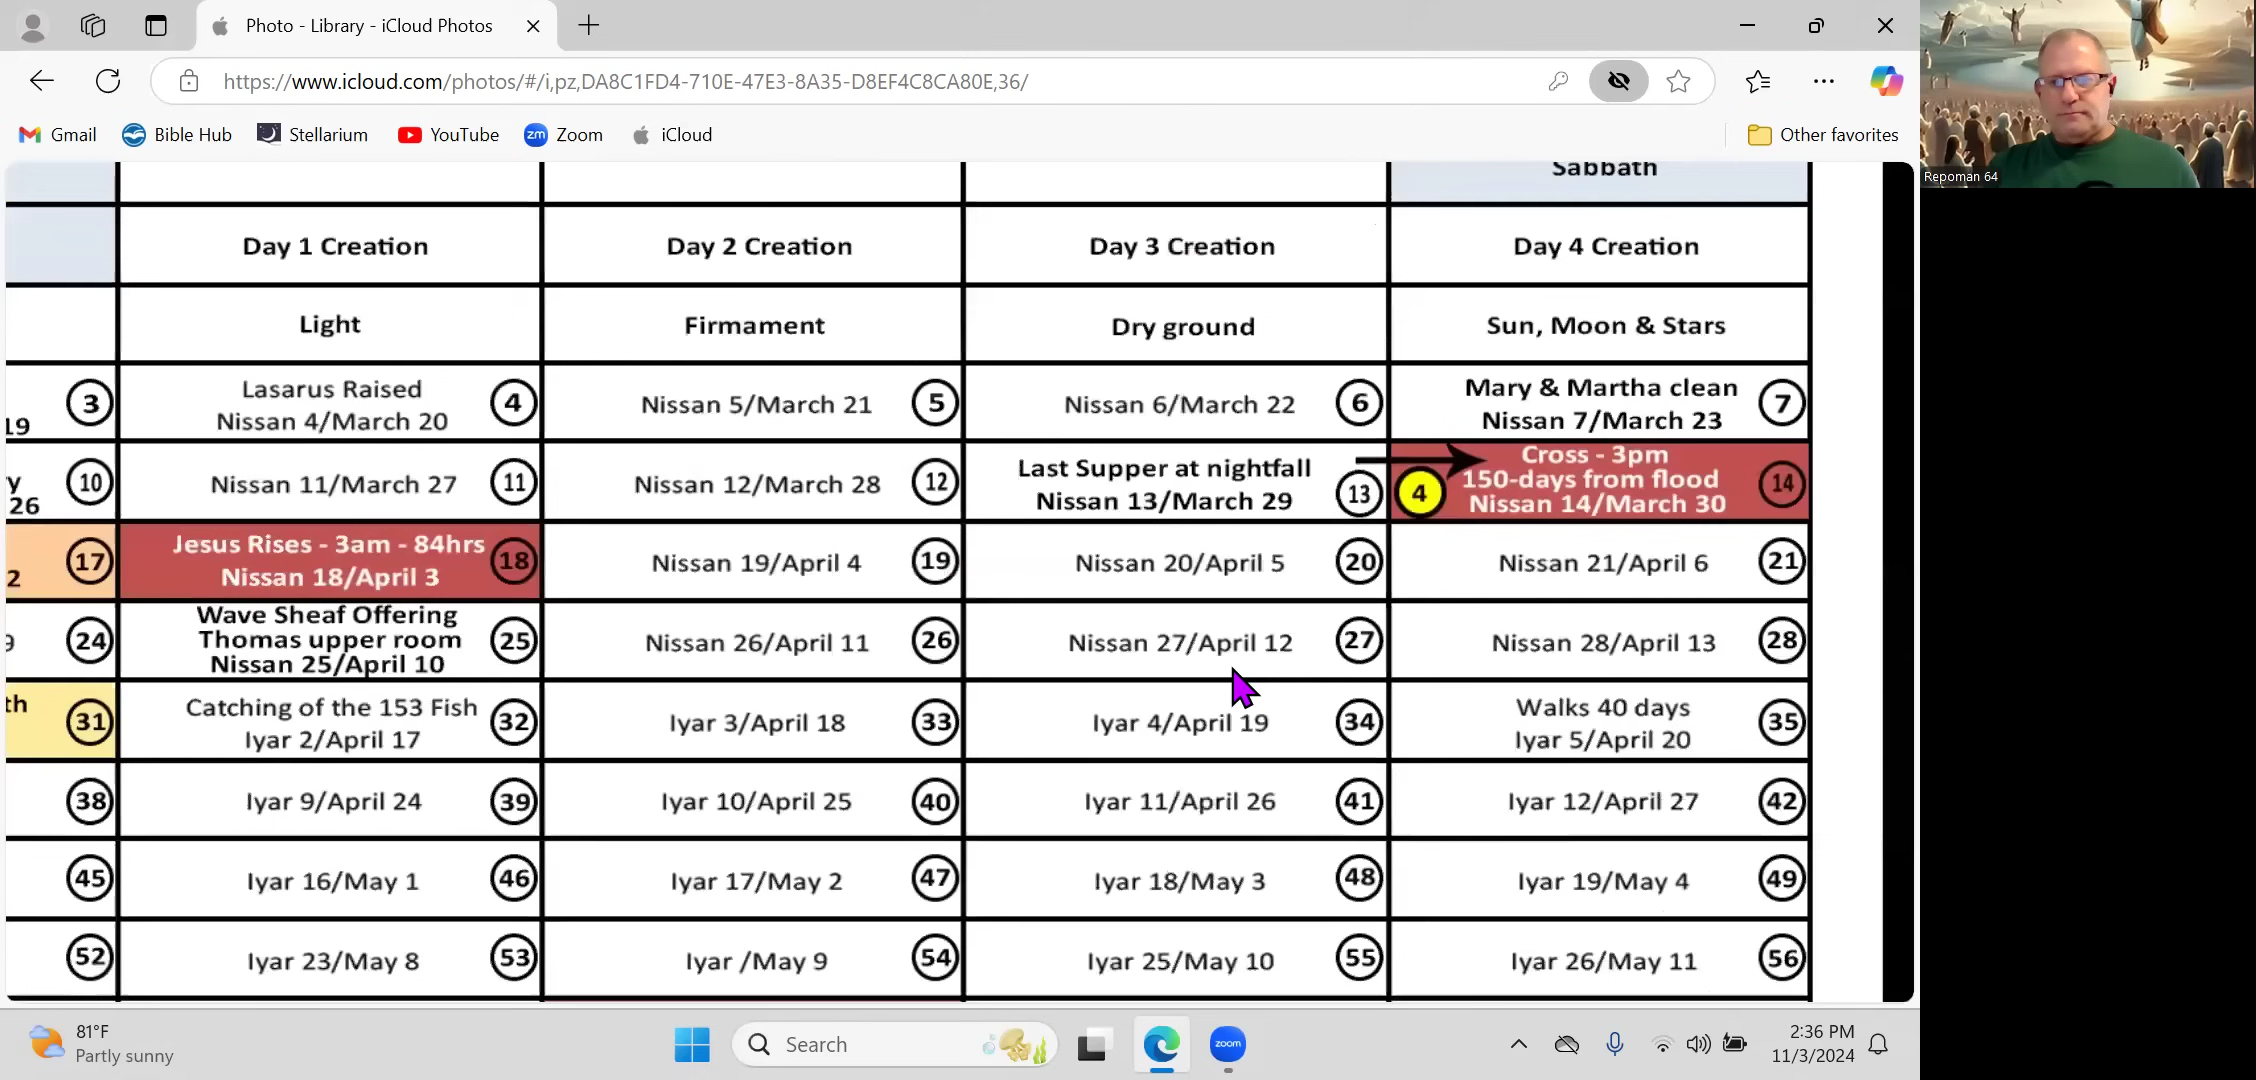 Photo - Library - iCloud Photos
https://www.icloud.com/photos/#/i,pz,DA8C1FD4-710E-47E3-8A35-D8EF4C8CA80E,36/
Gmail
Bible Hub
Stellarium
YouTube
zm Zoom
iCloud
Other favorites
Repoman 64
Sabbath
Day 1 Creation
Day 2 Creation
Day 3 Creation
Day 4 Creation
Light
Firmament
Dry ground
Sun, Moon & Stars
19
3
Lasarus Raised
Nissan 4/March 20
4
Nissan 5/March 21
5
Nissan 6/March 22
6
Mary & Martha clean
Nissan 7/March 23
7
y
26
10
Nissan 11/March 27
11
Nissan 12/March 28
12
Last Supper at nightfall
Nissan 13/March 29
13
4
Cross - 3pm
150-days from flood
Nissan 14/March 30
14
2
17
Jesus Rises - 3am - 84hrs
Nissan 18/April 3
18
Nissan 19/April 4
19
Nissan 20/April 5
20
Nissan 21/April 6
21
24
Wave Sheaf Offering
Thomas upper room
Nissan 25/April 10
25
Nissan 26/April 11
26
Nissan 27/April 12
27
Nissan 28/April 13
28
th
31
Catching of the 153 Fish
Iyar 2/April 17
32
Iyar 3/April 18
33
Iyar 4/April 19
34
Walks 40 days
Iyar 5/April 20
35
38
Iyar 9/April 24
39
Iyar 10/April 25
40
Iyar 11/April 26
41
Iyar 12/April 27
42
45
Iyar 16/May 1
46
Iyar 17/May 2
47
Iyar 18/May 3
48
Iyar 19/May 4
49
52
Iyar 23/May 8
53
Iyar /May 9
54
Iyar 25/May 10
55
Iyar 26/May 11
56
81°F
Partly sunny
Search
zoom
2:36 PM
11/3/2024